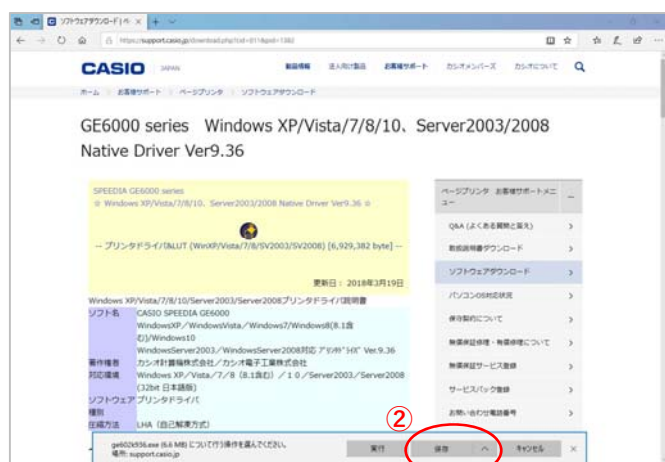 ソフトウェアダウンロード | ペ
https://support.casio.jp/download.php?cid=011&pid=1382
CASIO JAPAN
製品情報 法人向け製品 お客様サポート カシオメンバーズ カシオについて
ホーム お客様サポート ページプリンタ ソフトウェアダウンロード
GE6000 series Windows XP/Vista/7/8/10、Server2003/2008
Native Driver Ver9.36
SPEEDIA GE6000 series
Windows XP/Vista/7/8/10、Server2003/2008 Native Driver Ver9.36
-- プリンタドライバ&LUT (WinXP/Vista/7/8/SV2003/SV2008) [6,929,382 byte] --
更新日: 2018年3月19日
Windows XP/Vista/7/8/10/Server2003/Server2008プリンタドライバ説明書
ソフト名 CASIO SPEEDIA GE6000
WindowsXP/WindowsVista/Windows7/Windows8(8.1含
む)/Windows10
WindowsServer2003/WindowsServer2008対応 プリンタドライバ Ver.9.36
著作権者 カシオ計算機株式会社/カシオ電子工業株式会社
対応環境 Windows XP/Vista/7/8 (8.1含む) /10/Server2003/Server2008
(32bit 日本語版)
ソフトウェア プリンタドライバ
種別
圧縮方法 LHA (自己解凍方式)
ページプリンタ お客様サポートメニ
ュー
Q&A (よくある質問と答え)
取扱説明書ダウンロード
ソフトウェアダウンロード
パソコンOS対応状況
保守契約について
無償保証修理・無償修理について
無償保証サービス登録
サービスパック登録
お問い合わせ電話番号
②
ge602k936.exe (6.6 MB) について行う操作を選んでください。
場所: support.casio.jp
実行 保存 キャンセル